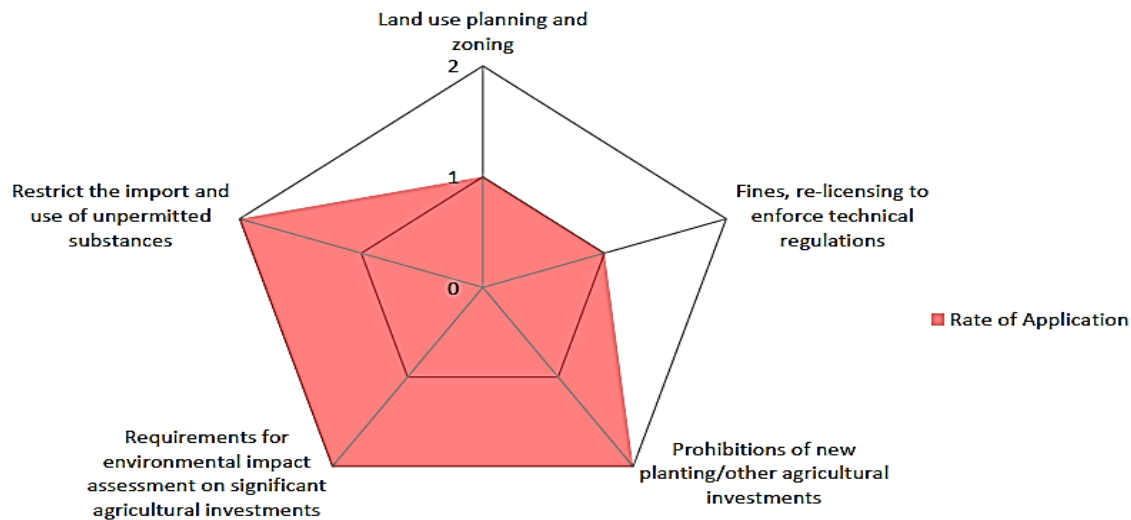 Land use planning and
zoning
2
1
0
Fines, re-licensing to
enforce technical
regulations
Prohibitions of new
planting/other agricultural
investments
Requirements for
environmental impact
assessment on significant
agricultural investments
Restrict the import and
use of unpermitted
substances
Rate of Application